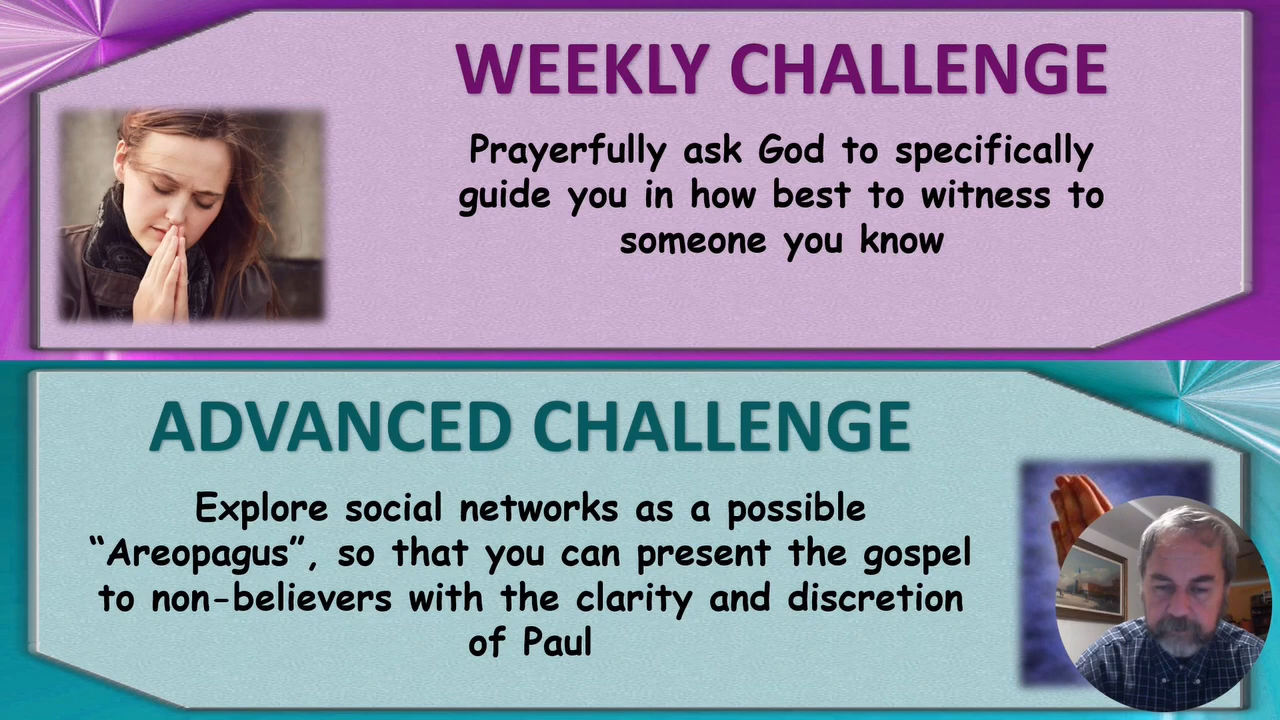 WEEKLY CHALLENGE
Prayerfully ask God to specifically
guide you in how best to witness to
someone you know
ADVANCED CHALLENGE
Explore social networks as a possible
“Areopagus”, so that you can present the gospel
to non-believers with the clarity and discretion
of Paul